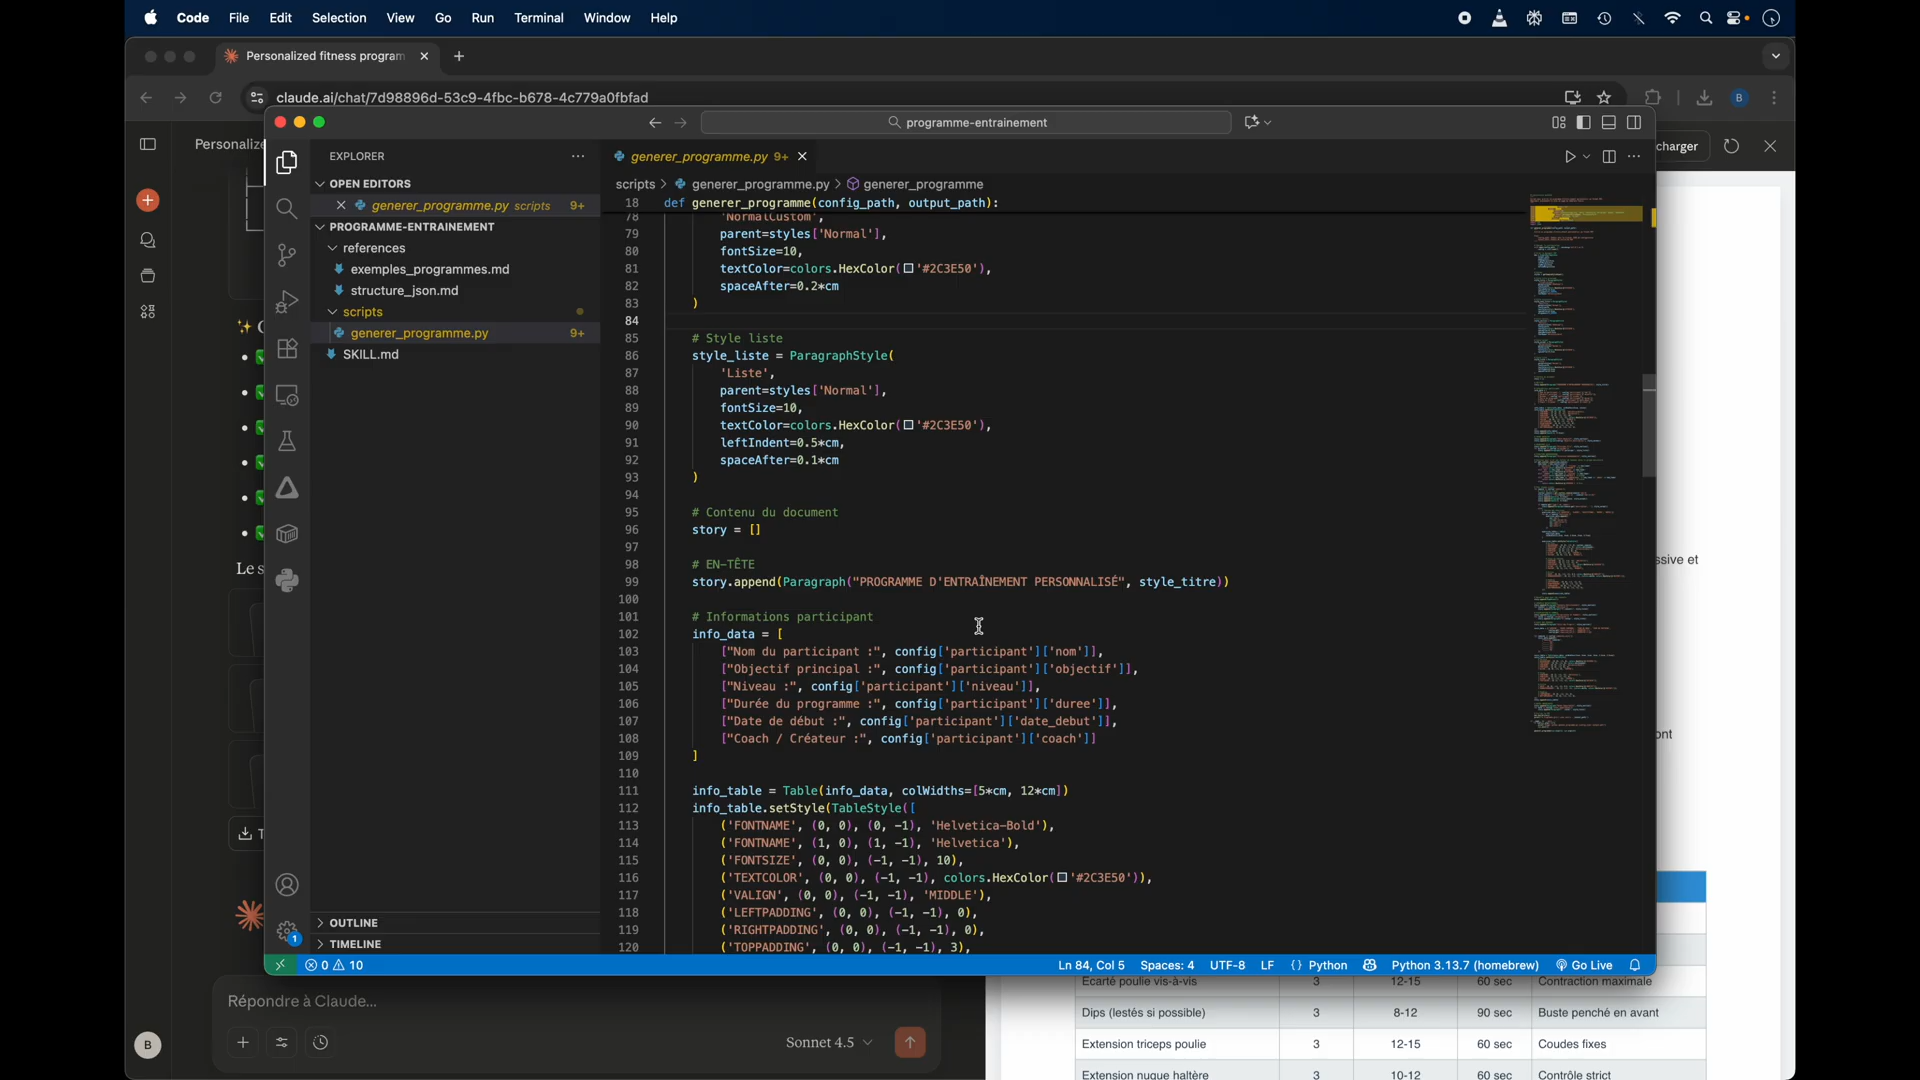 Code File Edit Selection View Go Run Terminal Window Help
Personalized fitness program
claude.ai/chat/7d98896d-53c9-4fbc-b678-4c779a0fbfad
B
programme-entrainement
Personalize
charger
EXPLORER
OPEN EDITORS
generer_programme.py scripts 9+
PROGRAMME-ENTRAINEMENT
references
exemples_programmes.md
structure_json.md
scripts
generer_programme.py 9+
SKILL.md
OUTLINE
TIMELINE
generer_programme.py 9+
scripts > generer_programme.py > generer_programme
18 def generer_programme(config_path, output_path):
78 'NormalCustom',
79 parent=styles['Normal'],
80 fontSize=10,
81 textColor=colors.HexColor('#2C3E50'),
82 spaceAfter=0.2*cm
83 )
84
85 # Style liste
86 style_liste = ParagraphStyle(
87 'Liste',
88 parent=styles['Normal'],
89 fontSize=10,
90 textColor=colors.HexColor('#2C3E50'),
91 leftIndent=0.5*cm,
92 spaceAfter=0.1*cm
93 )
94
95 # Contenu du document
96 story = []
97
98 # EN-TÊTE
99 story.append(Paragraph("PROGRAMME D'ENTRAÎNEMENT PERSONNALISÉ", style_titre))
100
101 # Informations participant
102 info_data = [
103 ["Nom du participant :", config['participant']['nom']],
104 ["Objectif principal :", config['participant']['objectif']],
105 ["Niveau :", config['participant']['niveau']],
106 ["Durée du programme :", config['participant']['duree']],
107 ["Date de début :", config['participant']['date_debut']],
108 ["Coach / Créateur :", config['participant']['coach']]
109 ]
110
111 info_table = Table(info_data, colWidths=[5*cm, 12*cm])
112 info_table.setStyle(TableStyle([
113 ('FONTNAME', (0, 0), (0, -1), 'Helvetica-Bold'),
114 ('FONTNAME', (1, 0), (1, -1), 'Helvetica'),
115 ('FONTSIZE', (0, 0), (-1, -1), 10),
116 ('TEXTCOLOR', (0, 0), (-1, -1), colors.HexColor('#2C3E50')),
117 ('VALIGN', (0, 0), (-1, -1), 'MIDDLE'),
118 ('LEFTPADDING', (0, 0), (-1, -1), 0),
119 ('RIGHTPADDING', (0, 0), (-1, -1), 0),
120 ('TOPPADDING', (0, 0), (-1, -1), 3),
1
0 10
Ln 84, Col 5 Spaces: 4 UTF-8 LF {} Python Python 3.13.7 (homebrew) Go Live
Le s
T
ssive et
ont
Répondre à Claude...
Sonnet 4.5
B
Écarté poulie vis-à-vis 3 12-15 60 sec Contraction maximale
Dips (lestés si possible) 3 8-12 90 sec Buste penché en avant
Extension triceps poulie 3 12-15 60 sec Coudes fixes
Extension nuque haltère 3 10-12 60 sec Contrôle strict